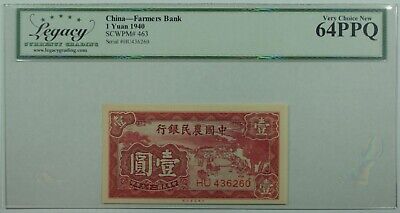 Legacy
CURRENCY GRADING
www.legacygrading.com
China—Farmers Bank
1 Yuan 1940
SCWPM# 463
Serial #HU436260
Very Choice New
64PPQ
行銀民農國中
壹
壹
圓
HU 436260
圓